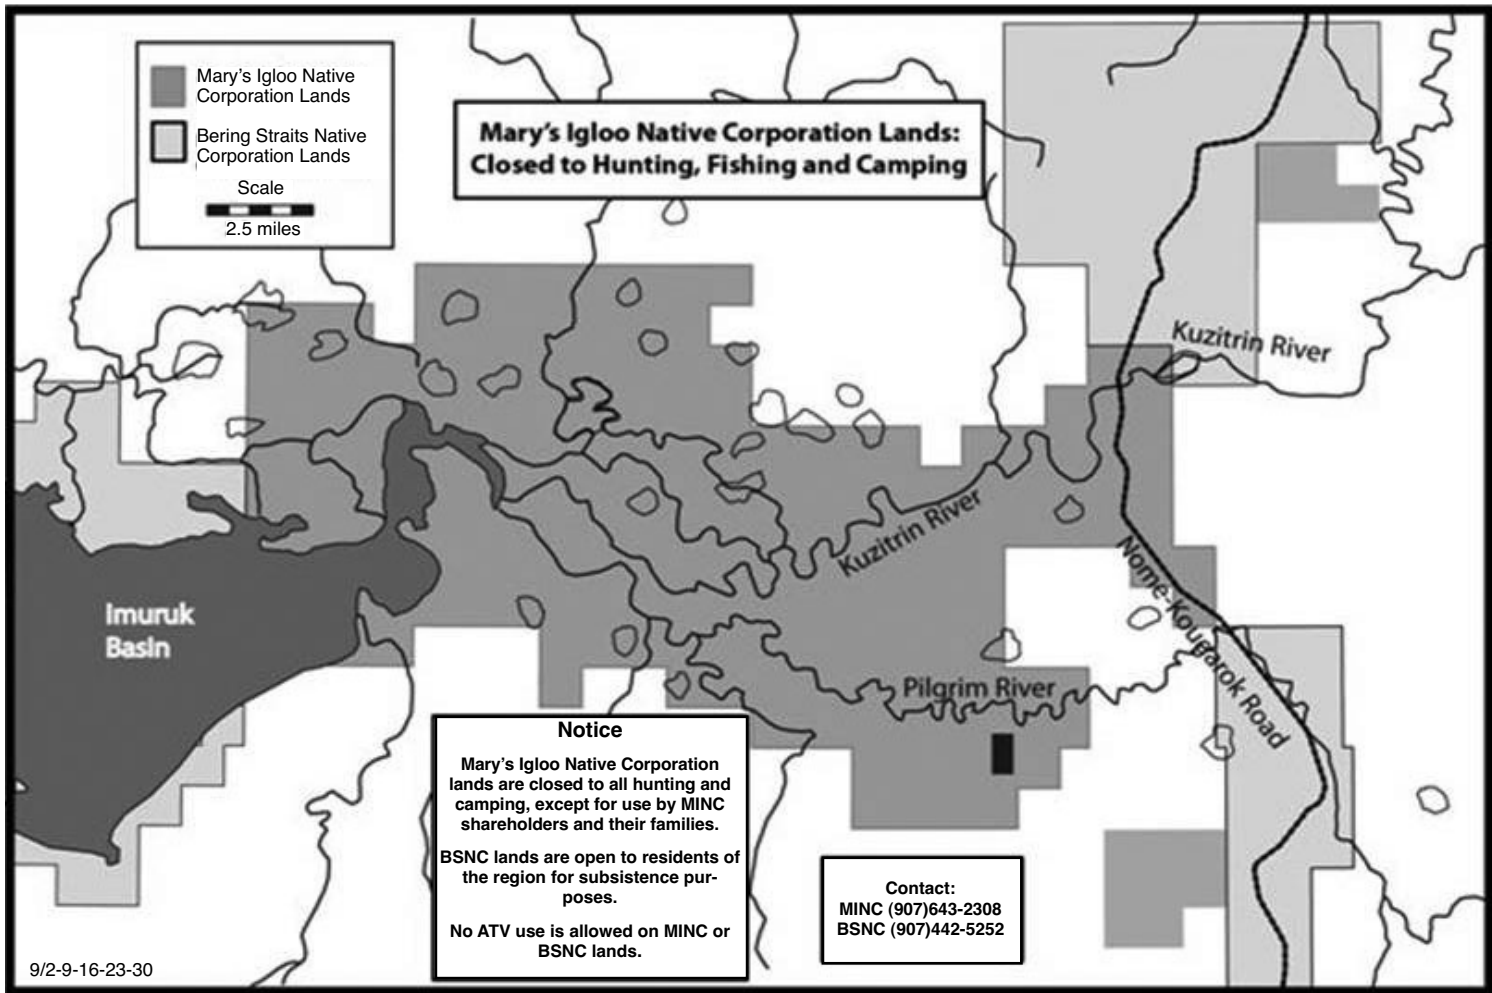 Mary's Igloo Native
Corporation Lands
Bering Straits Native
Corporation Lands
Scale
2.5 miles
Mary's Igloo Native Corporation Lands:
Closed to Hunting, Fishing and Camping
Kuzitrin River
Kuzitrin River
Nome-Kougarok Road
Imuruk
Basin
Pilgrim River
Notice
Mary's Igloo Native Corporation
lands are closed to all hunting and
camping, except for use by MINC
shareholders and their families.
BSNC lands are open to residents of
the region for subsistence pur-
poses.
No ATV use is allowed on MINC or
BSNC lands.
Contact:
MINC (907)643-2308
BSNC (907)442-5252
9/2-9-16-23-30